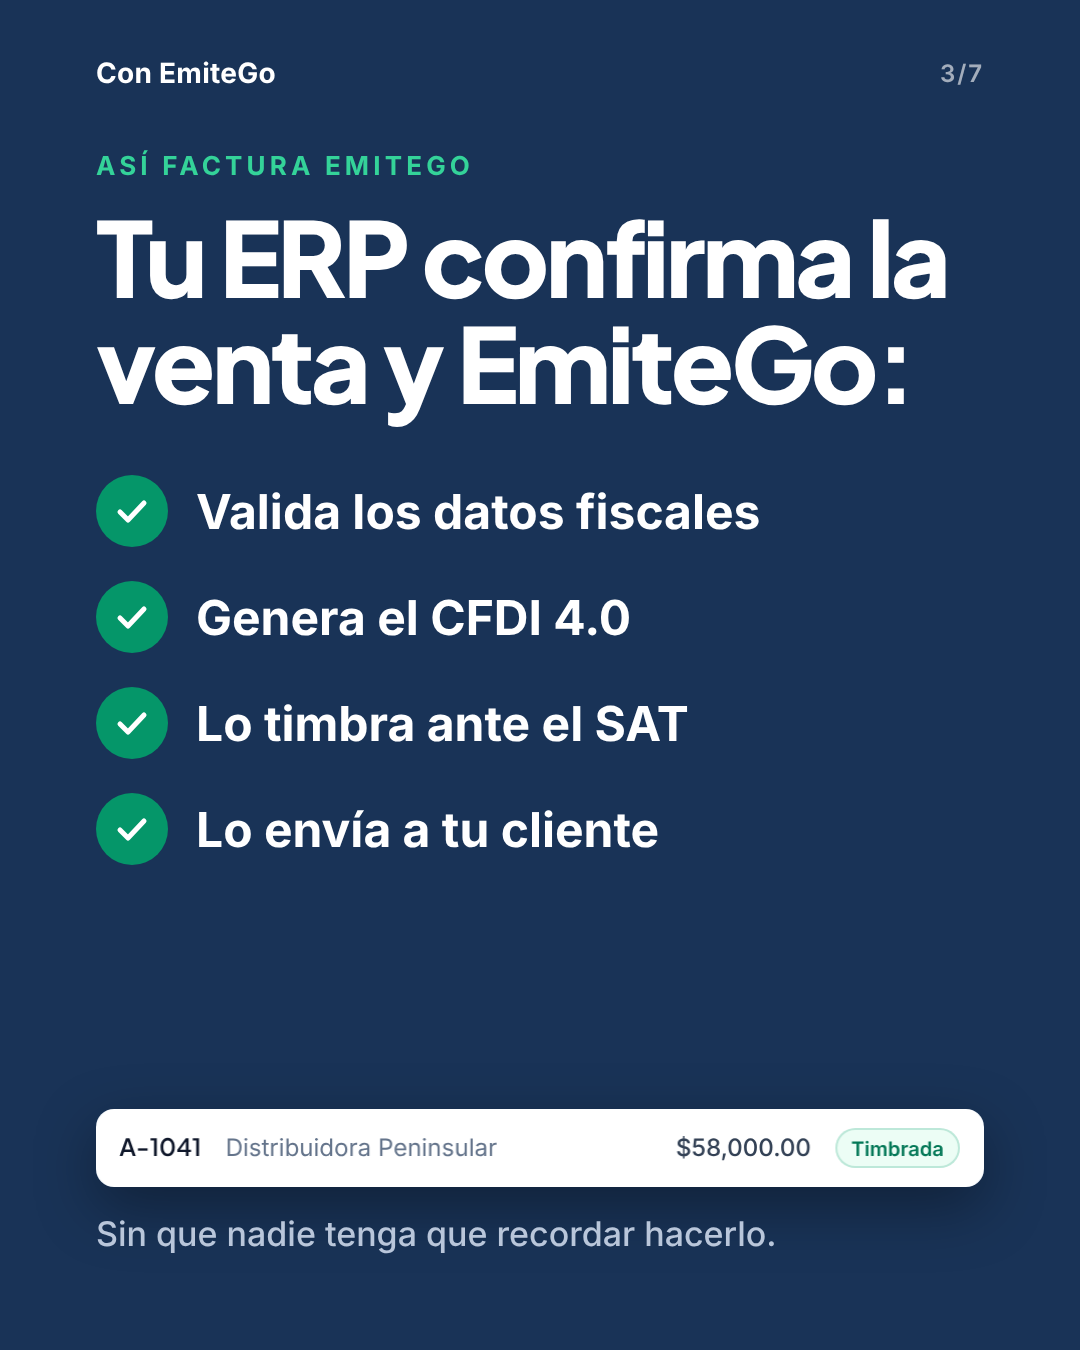 Con EmiteGo
3/7
ASÍ FACTURA EMITEGO
Tu ERP confirma la
venta y EmiteGo:
Valida los datos fiscales
Genera el CFDI 4.0
Lo timbra ante el SAT
Lo envía a tu cliente
A-1041 Distribuidora Peninsular $58,000.00 Timbrada
Sin que nadie tenga que recordar hacerlo.